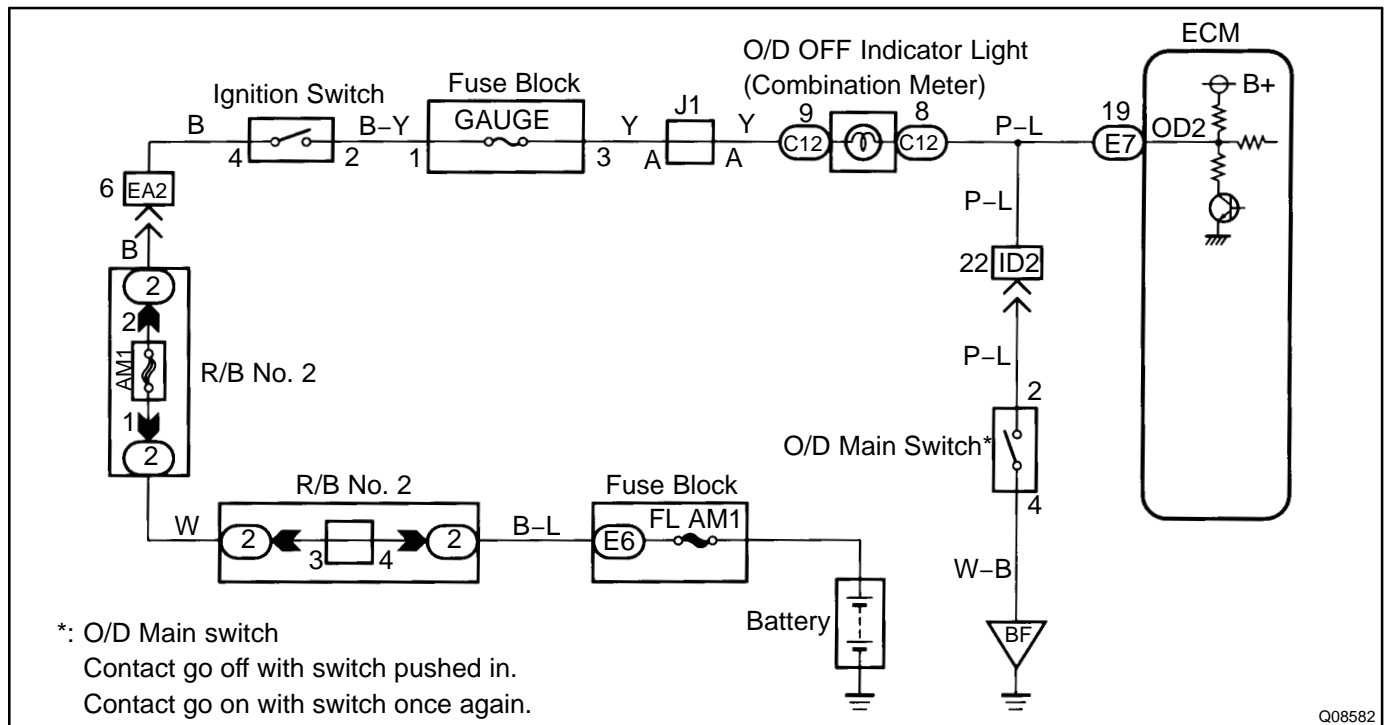 ECM
O/D OFF Indicator Light
(Combination Meter)
Ignition Switch
Fuse Block
GAUGE
J1
B
4
2
B–Y
1
3
Y
A
Y
A
9
C12
8
C12
P–L
19
E7
OD2
B+
6
EA2
B
P–L
22
ID2
P–L
2
O/D Main Switch*
4
W–B
BF
2
2
AM1
1
2
R/B No. 2
W
R/B No. 2
2
3
4
2
B–L
Fuse Block
E6
FL AM1
Battery
*: O/D Main switch
Contact go off with switch pushed in.
Contact go on with switch once again.
Q08582